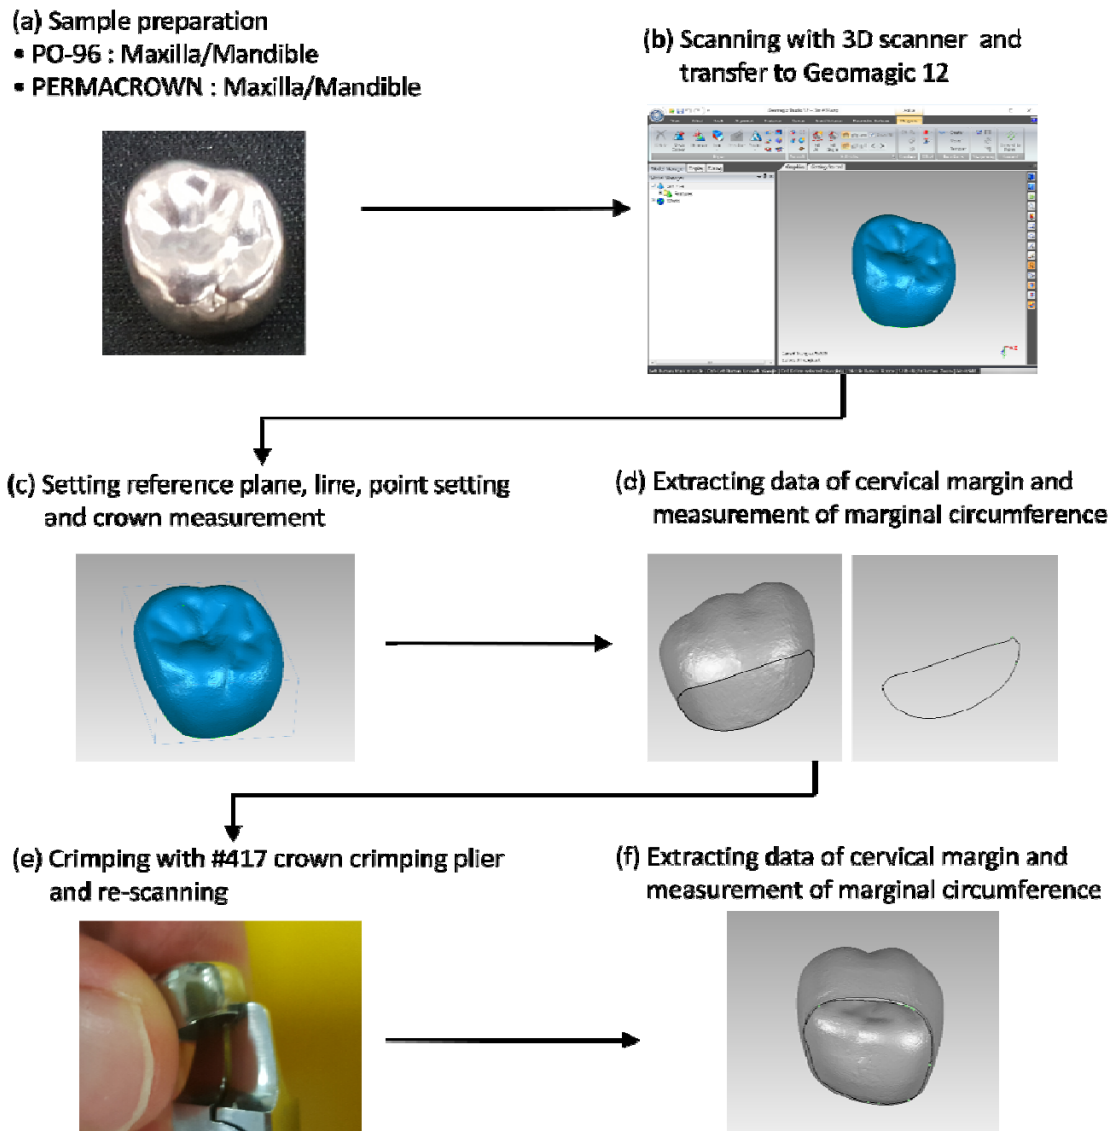 (a) Sample preparation
• PO-96 : Maxilla/Mandible
• PERMACROWN : Maxilla/Mandible
(b) Scanning with 3D scanner and
transfer to Geomagic 12
(c) Setting reference plane, line, point setting
and crown measurement
(d) Extracting data of cervical margin and
measurement of marginal circumference
(e) Crimping with #417 crown crimping plier
and re-scanning
(f) Extracting data of cervical margin and
measurement of marginal circumference